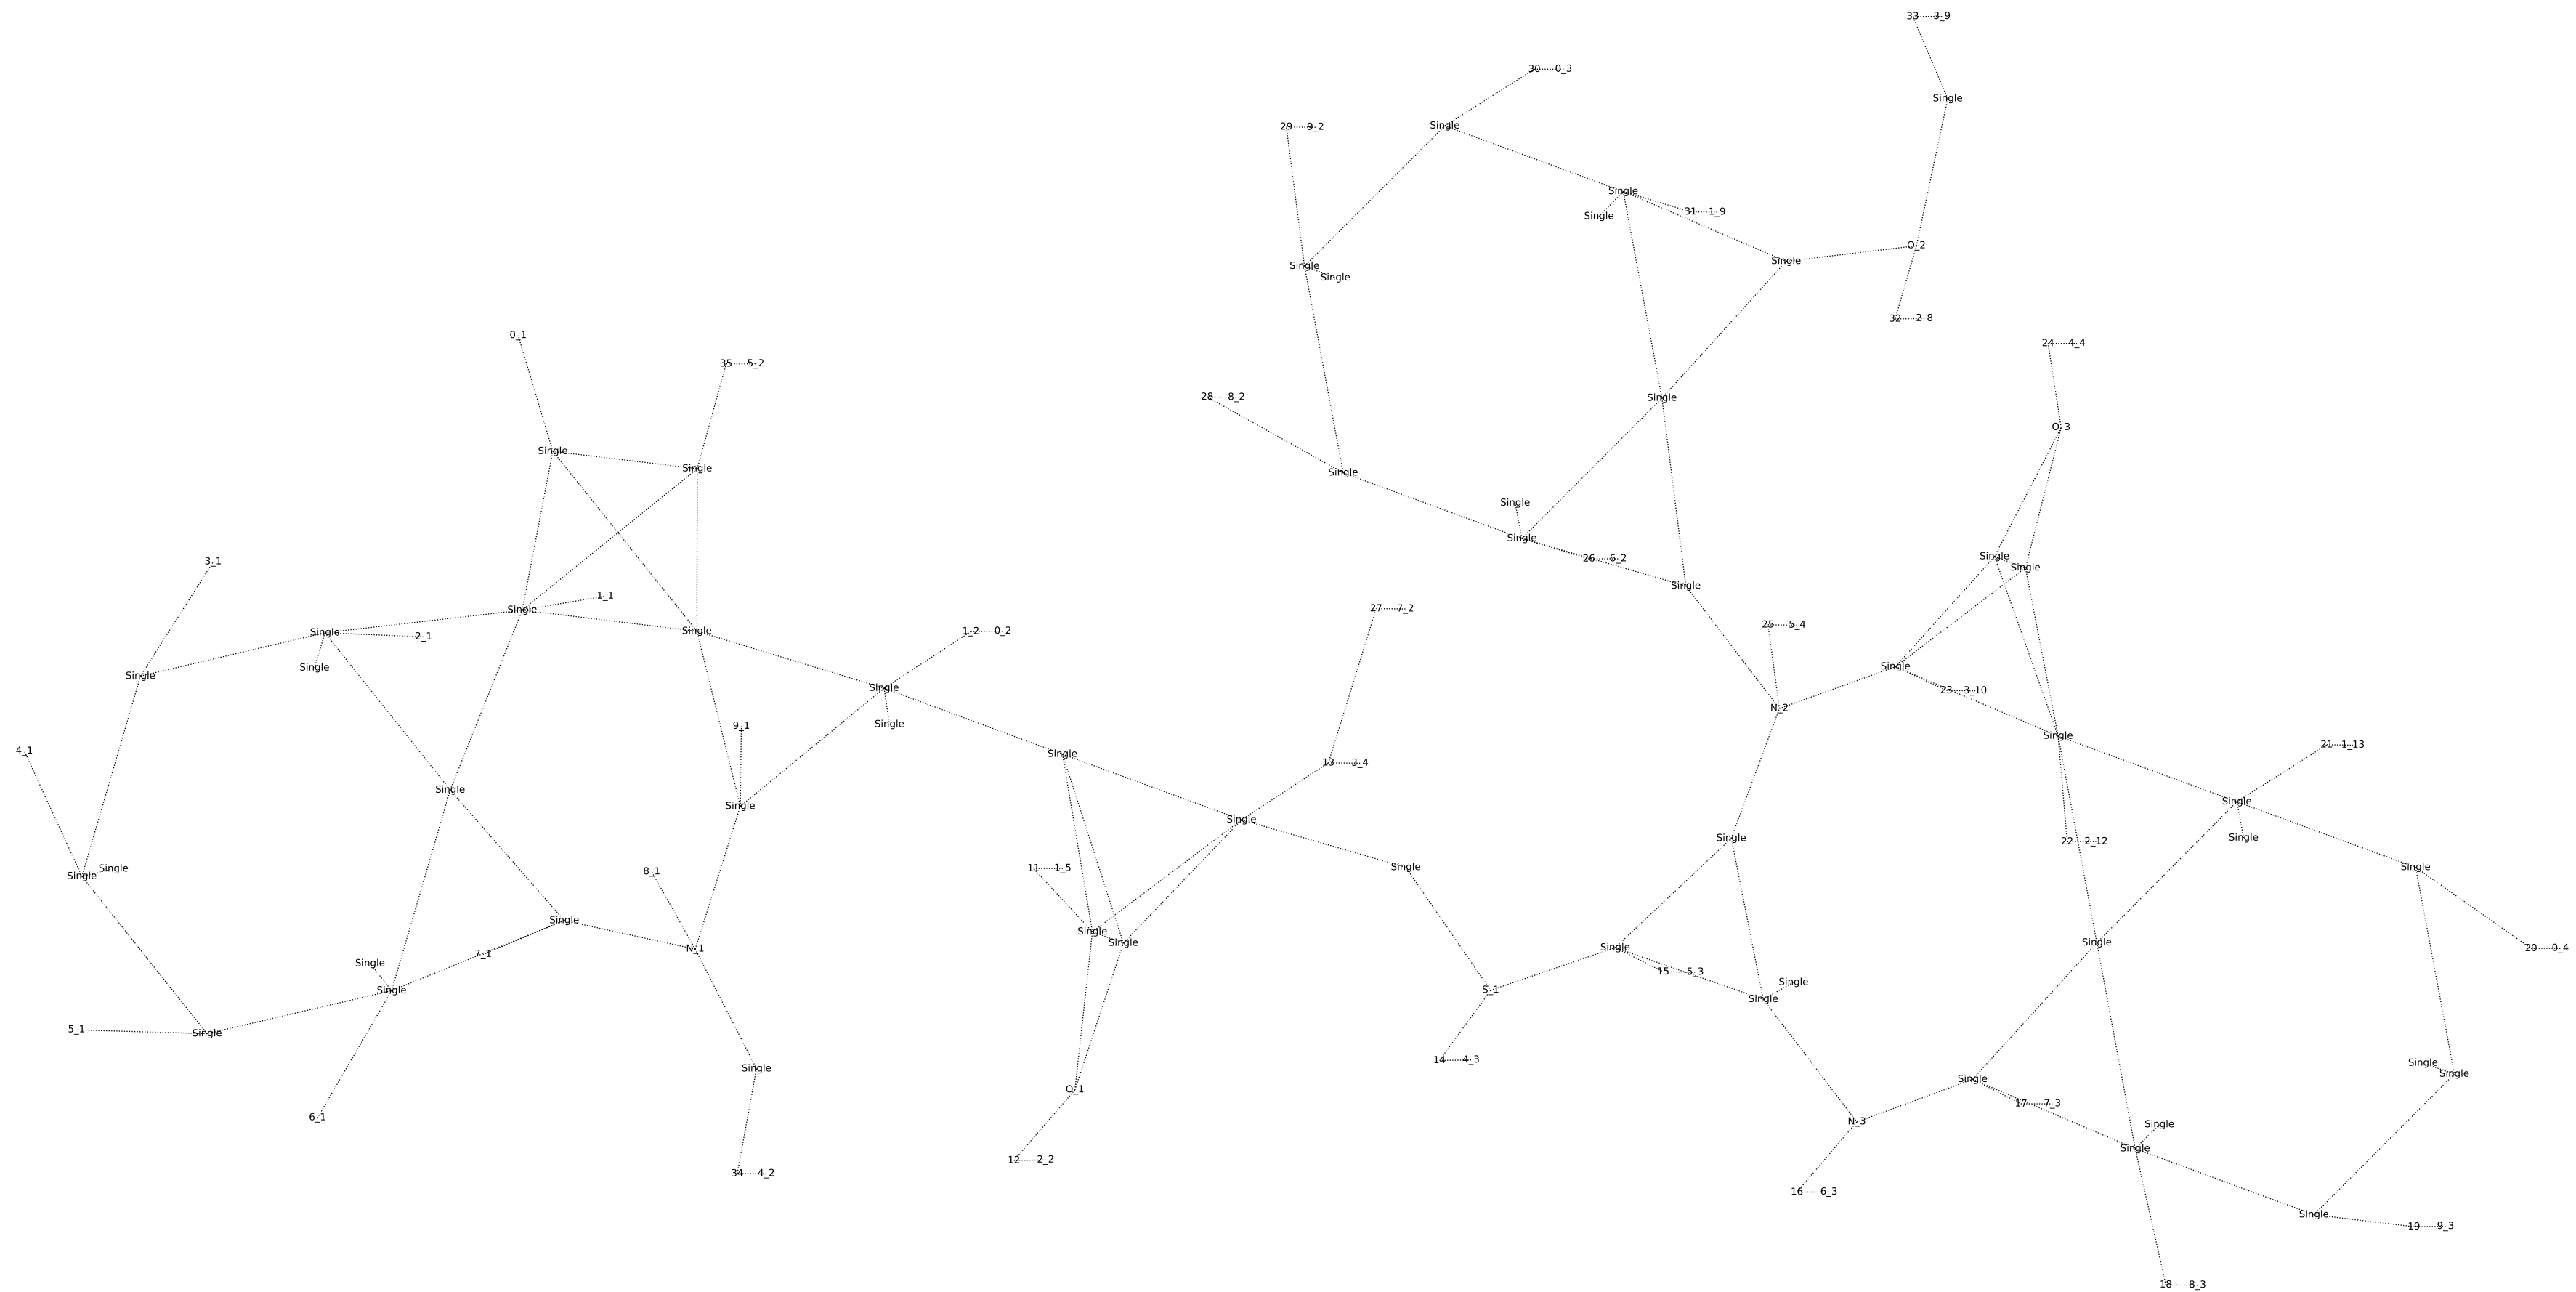 33 3_9
30 0_3
Single
Single
29 9_2
Single
31 1_9
Single
O_2
Single
Single
Single
32 2_8
0_1
24 4_4
35 5_2
28 8_2
Single
O_3
Single
Single
Single
Single
Single
Single
26 6_2
3_1
Single
Single
1_1
27 7_2
Single
25 5_4
Single
Single
1_2 0_2
2_1
Single
Single
Single
Single
23 3_10
N_2
9_1
Single
Single
21 1_13
4_1
Single
13 3_4
Single
Single
Single
Single
Single
Single
22 2_12
Single
11 1_5
Single
Single
8_1
Single
Single
Single
Single
N_1
Single
Single
20 0_4
7_1
Single
15 5_3
Single
Single
S_1
Single
5_1
Single
14 4_3
Single
Single
Single
Single
O_1
17 7_3
6_1
N_3
Single
Single
12 2_2
34 4_2
16 6_3
Single
19 9_3
18 8_3